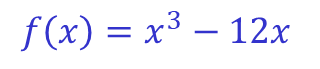 f(x) = x³ − 12x